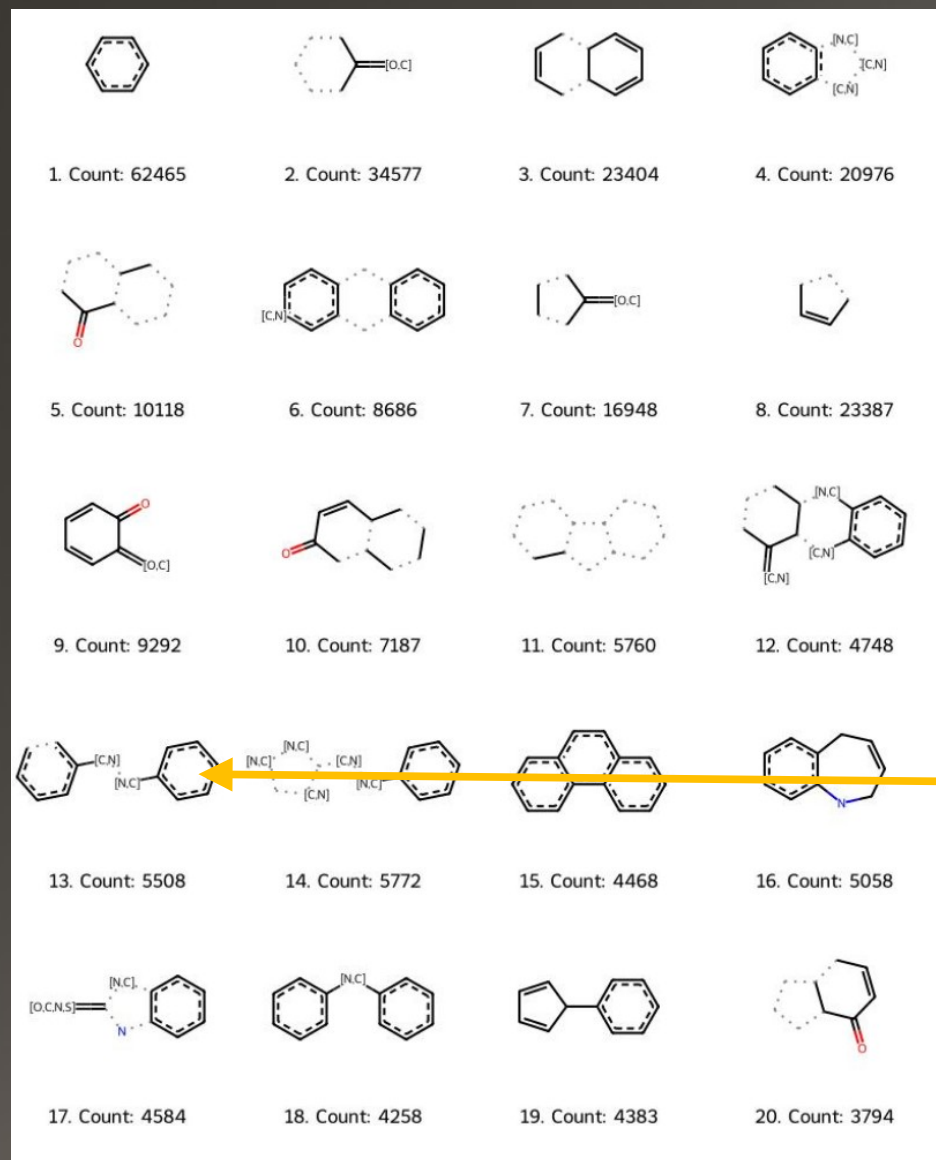 [O,C]
[N,C]
[C,N]
[C,N]
1. Count: 62465 2. Count: 34577 3. Count: 23404 4. Count: 20976
O
[C,N]
[O,C]
5. Count: 10118 6. Count: 8686 7. Count: 16948 8. Count: 23387
O
[O,C]
O
[N,C]
[C,N]
[C,N]
9. Count: 9292 10. Count: 7187 11. Count: 5760 12. Count: 4748
[C,N]
[N,C]
[N,C]
[N,C]
[C,N]
[C,N]
[N,C]
N
13. Count: 5508 14. Count: 5772 15. Count: 4468 16. Count: 5058
[O,C,N,S]
[N,C]
N
[N,C]
O
17. Count: 4584 18. Count: 4258 19. Count: 4383 20. Count: 3794